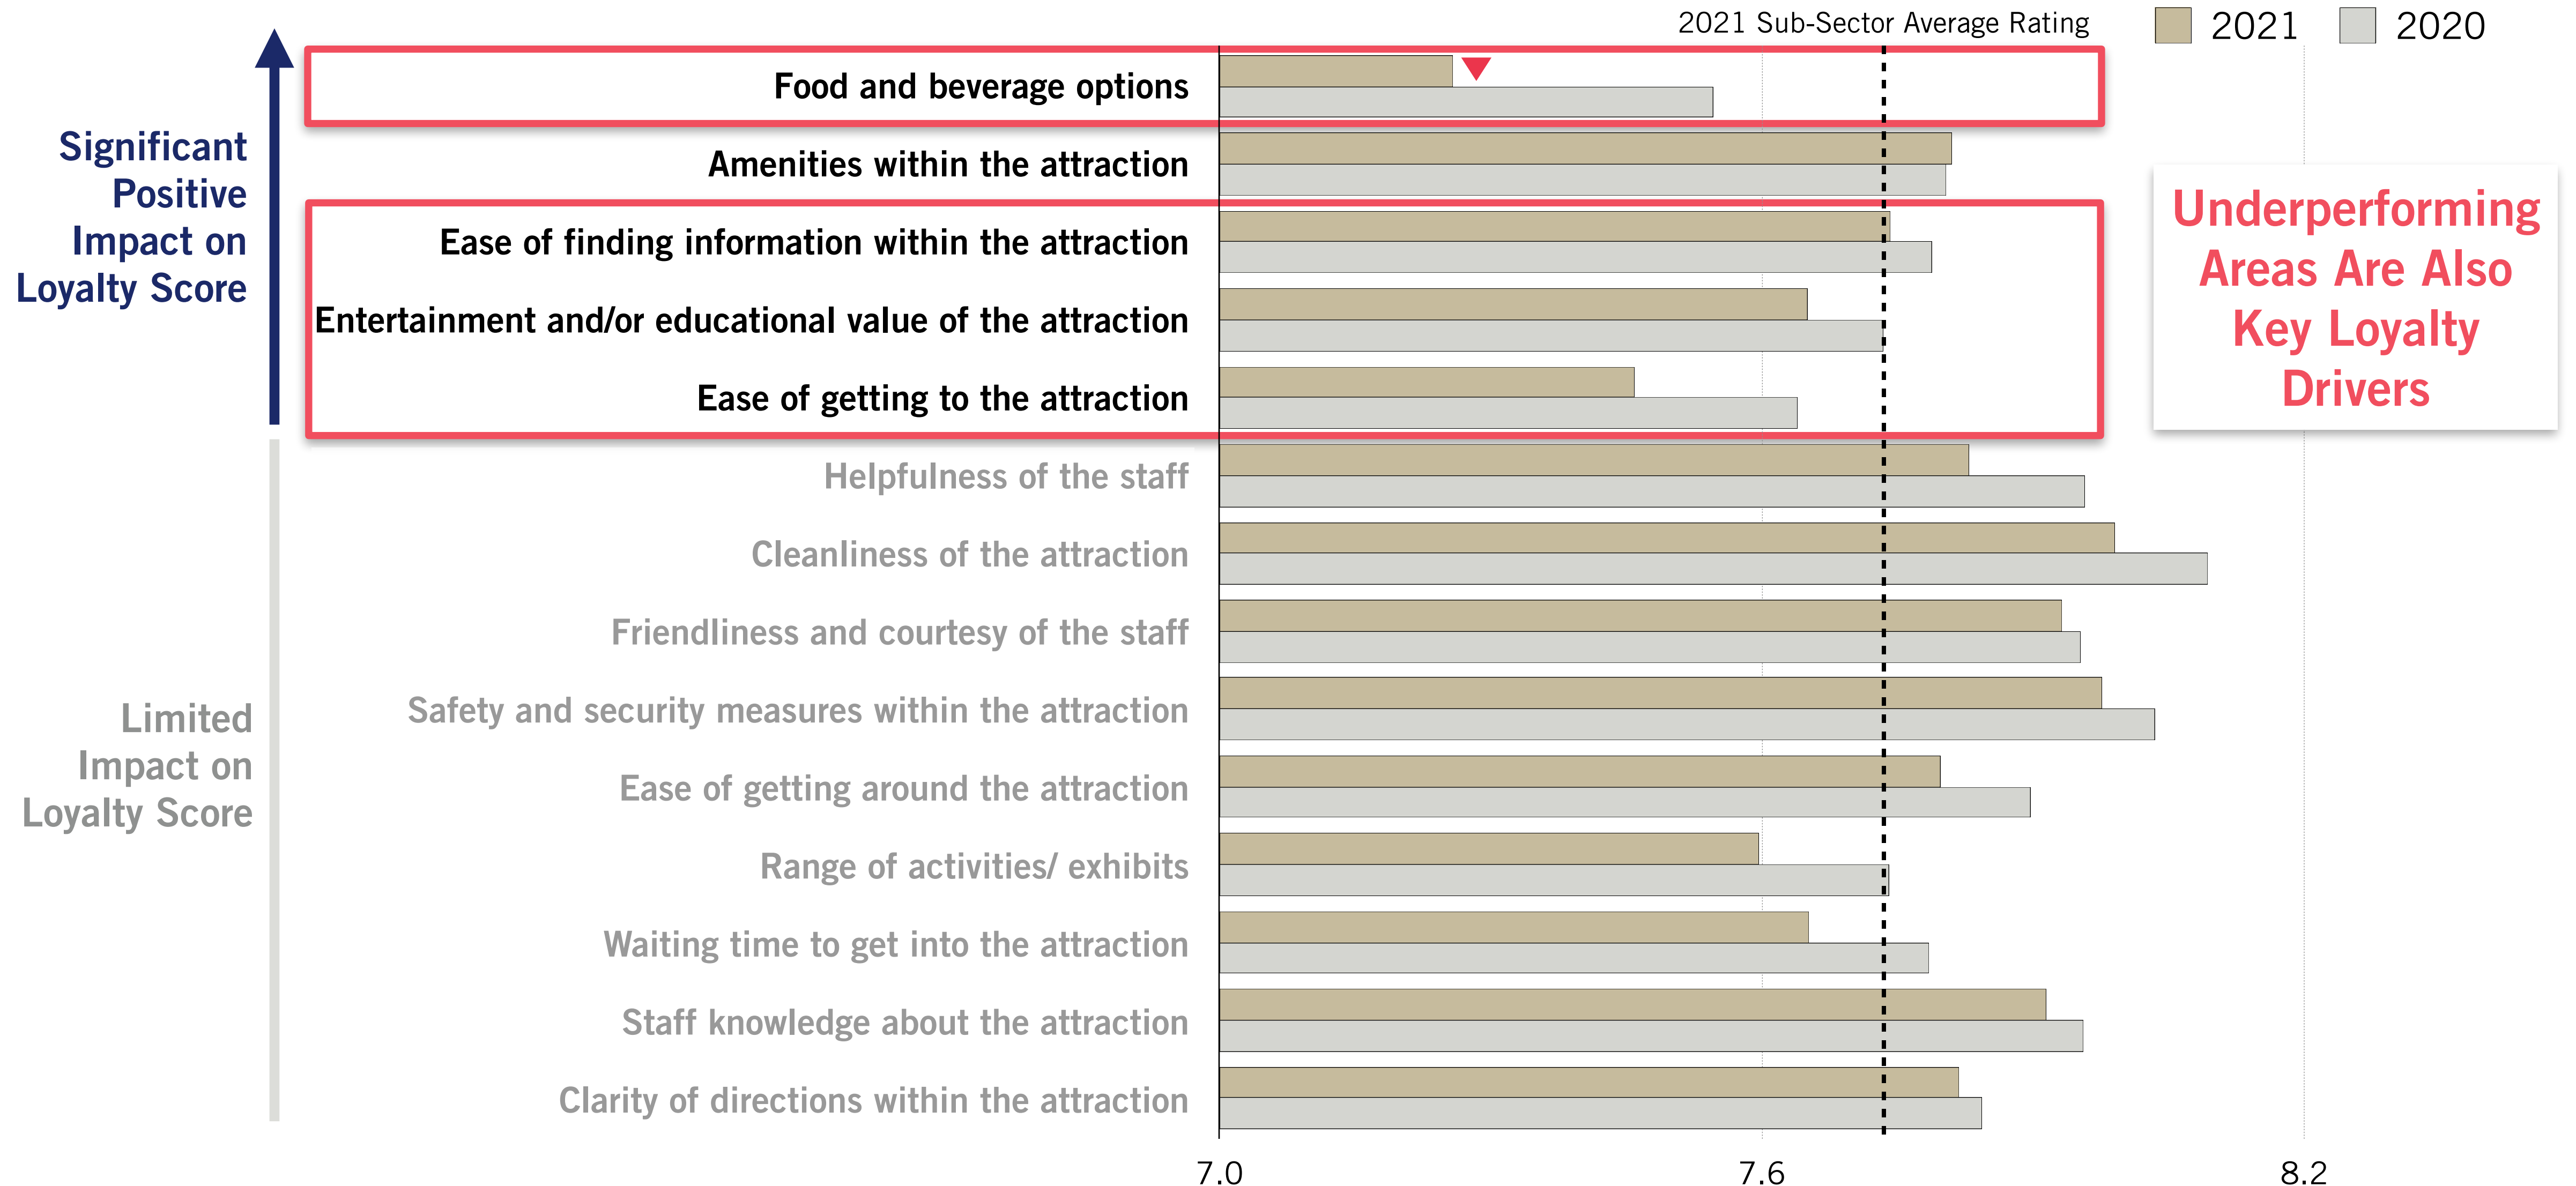 2021 Sub-Sector Average Rating
2021
2020
Significant
Positive
Impact on
Loyalty Score
Food and beverage options
Amenities within the attraction
Ease of finding information within the attraction
Entertainment and/or educational value of the attraction
Ease of getting to the attraction
Underperforming
Areas Are Also
Key Loyalty
Drivers
Limited
Impact on
Loyalty Score
Helpfulness of the staff
Cleanliness of the attraction
Friendliness and courtesy of the staff
Safety and security measures within the attraction
Ease of getting around the attraction
Range of activities/ exhibits
Waiting time to get into the attraction
Staff knowledge about the attraction
Clarity of directions within the attraction
7.0
7.6
8.2